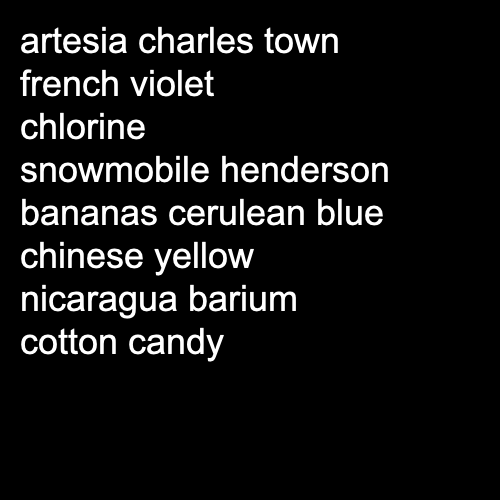 artesia charles town
french violet
chlorine
snowmobile henderson
bananas cerulean blue
chinese yellow
nicaragua barium
cotton candy